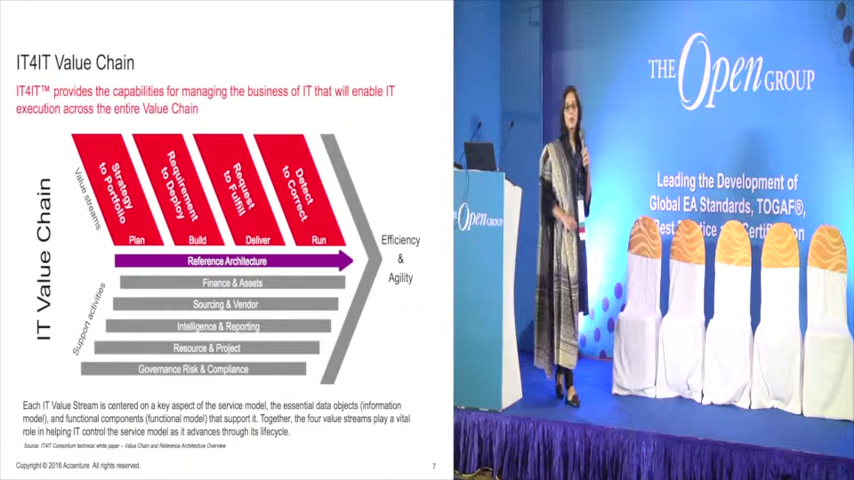 IT4IT Value Chain
IT4IT™ provides the capabilities for managing the business of IT that will enable IT
execution across the entire Value Chain
IT Value Chain
Value streams
Strategy
to Portfolio
Plan
Requirement
to Deploy
Build
Request
to Fulfill
Deliver
Detect
to Correct
Run
Reference Architecture
Support activities
Finance & Assets
Sourcing & Vendor
Intelligence & Reporting
Resource & Project
Governance Risk & Compliance
Efficiency
&
Agility
Each IT Value Stream is centered on a key aspect of the service model, the essential data objects (information
model), and functional components (functional model) that support it. Together, the four value streams play a vital
role in helping IT control the service model as it advances through its lifecycle.
Source: IT4IT Consortium technical white paper – Value Chain and Reference Architecture Overview
Copyright © 2016 Accenture All rights reserved.
7
THE Open GROUP
Leading the Development of
Global EA Standards, TOGAF®,
Best
THE Open GROUP